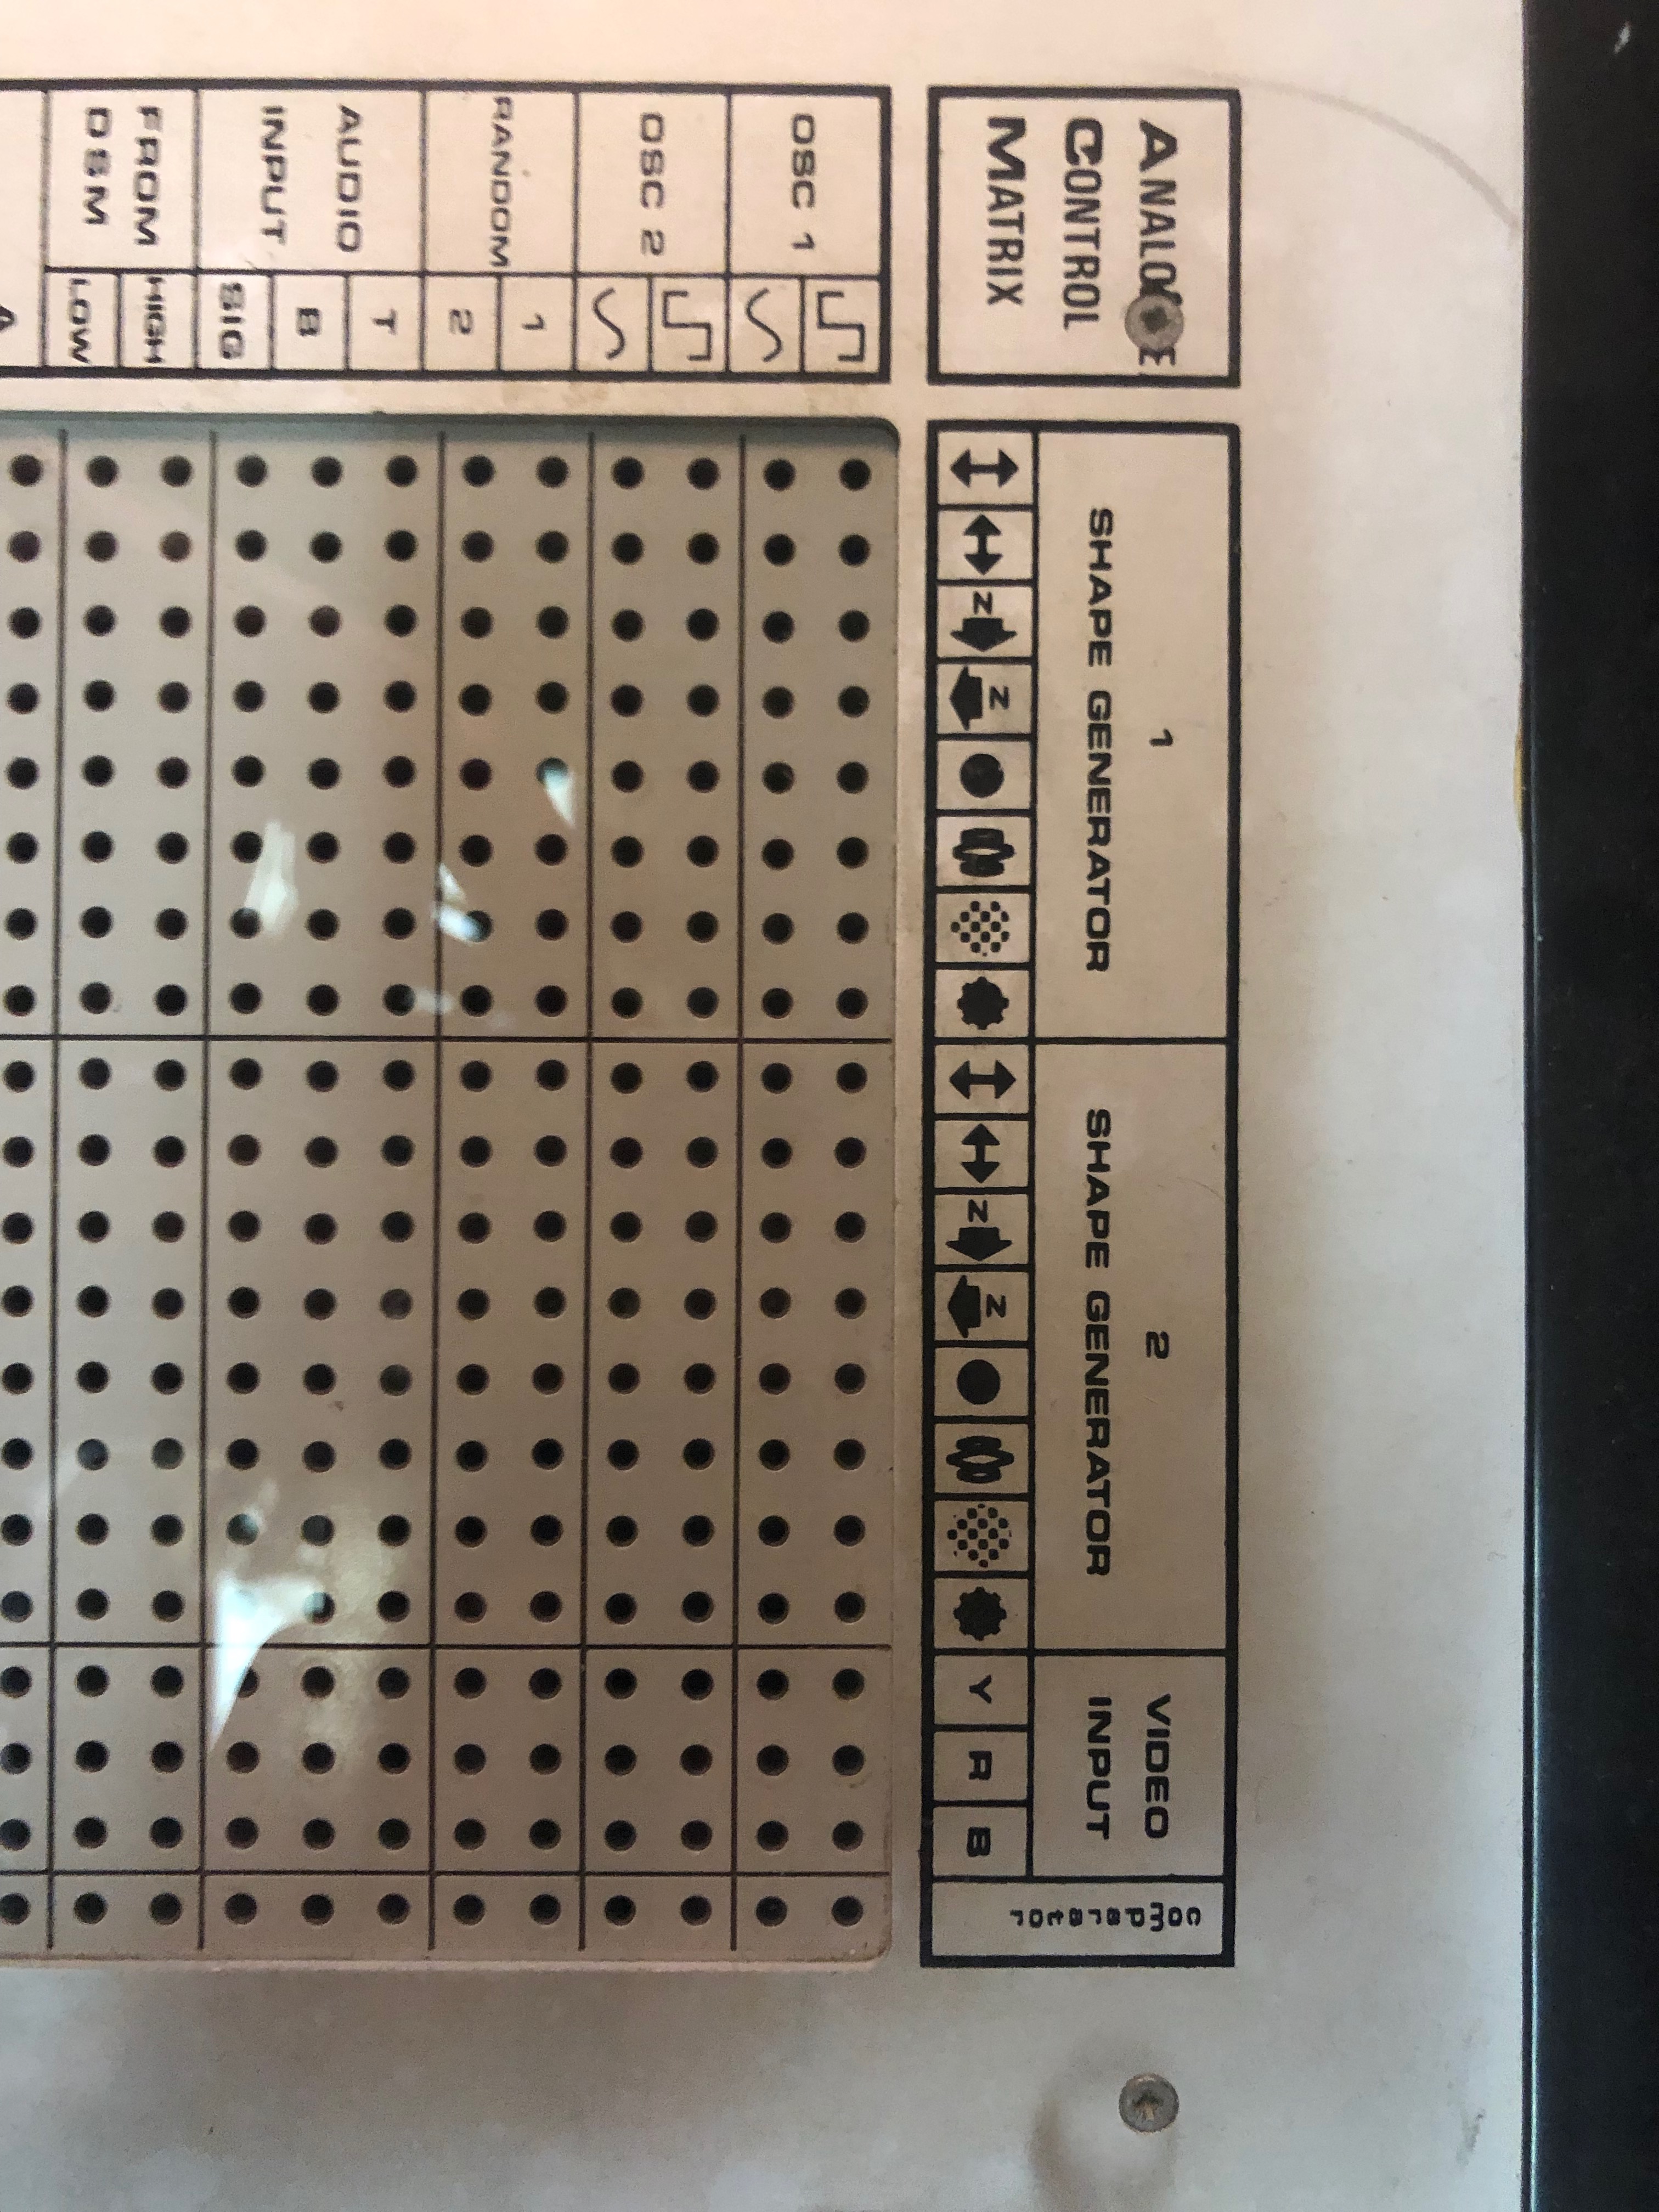 ANALOGUE
CONTROL
MATRIX
1
SHAPE GENERATOR
2
SHAPE GENERATOR
VIDEO
INPUT
comparator
Z
Z
Z
Z
Y
R
B
OSC 1
OSC 2
RANDOM
1
2
AUDIO
INPUT
T
B
SIG
FROM
DSM
HIGH
LOW
A